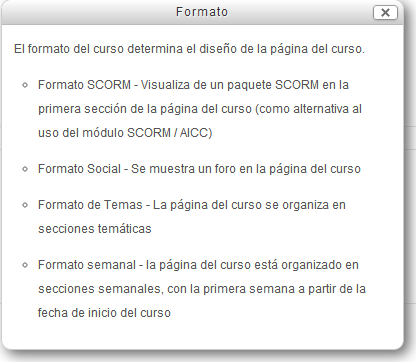 Formato
El formato del curso determina el diseño de la página del curso.
Formato SCORM - Visualiza de un paquete SCORM en la
primera sección de la página del curso (como alternativa al
uso del módulo SCORM / AICC)
Formato Social - Se muestra un foro en la página del curso
Formato de Temas - La página del curso se organiza en
secciones temáticas
Formato semanal - la página del curso está organizado en
secciones semanales, con la primera semana a partir de la
fecha de inicio del curso